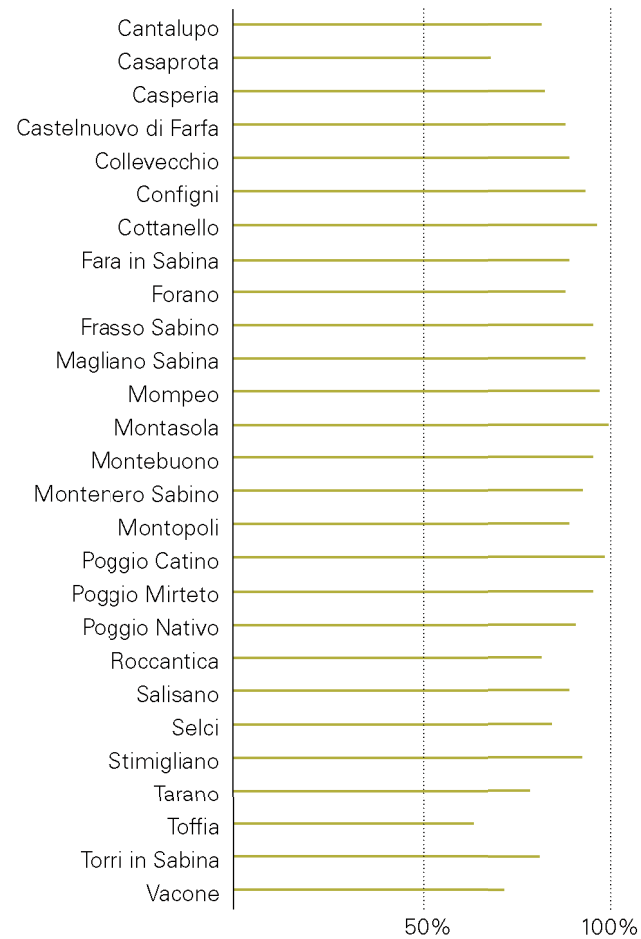 Cantalupo
Casaprota
Casperia
Castelnuovo di Farfa
Collevecchio
Configni
Cottanello
Fara in Sabina
Forano
Frasso Sabino
Magliano Sabina
Mompeo
Montasola
Montebuono
Montenero Sabino
Montopoli
Poggio Catino
Poggio Mirteto
Poggio Nativo
Roccantica
Salisano
Selci
Stimigliano
Tarano
Toffia
Torri in Sabina
Vacone
50% 100%